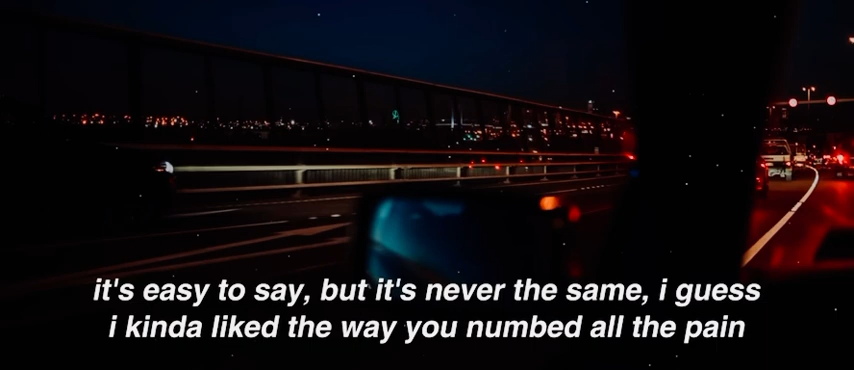 it's easy to say, but it's never the same, i guess
i kinda liked the way you numbed all the pain